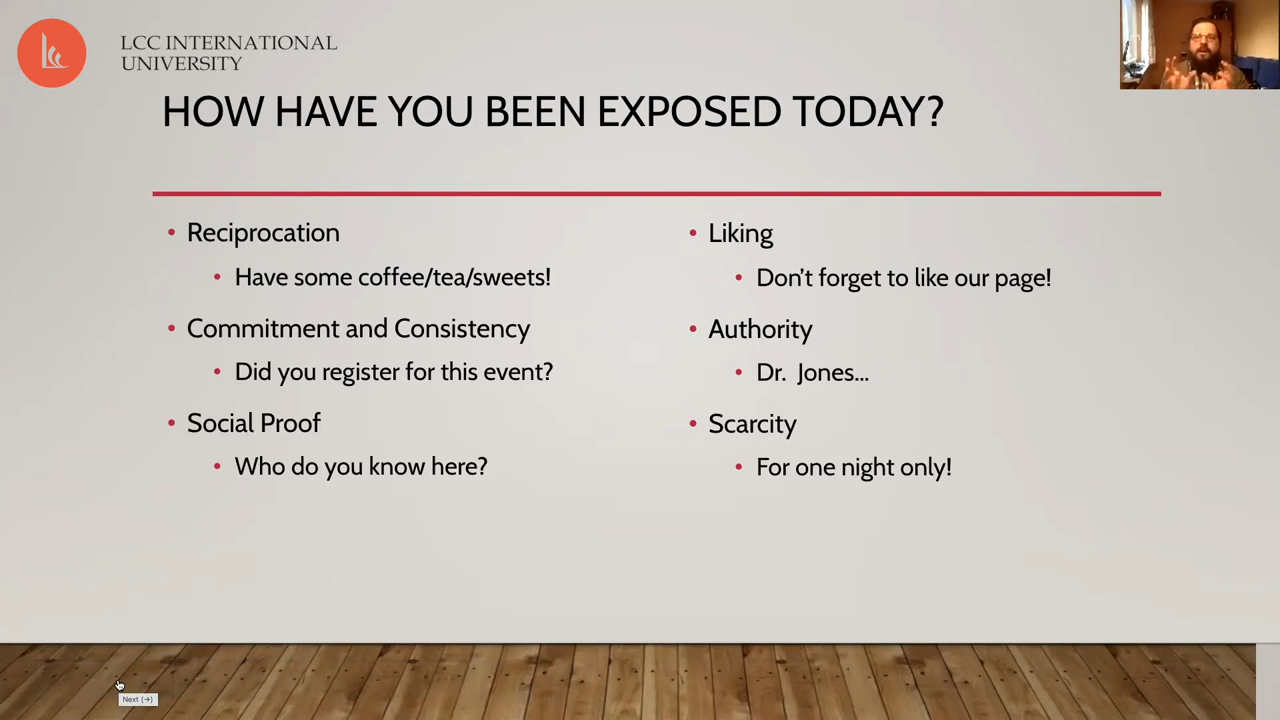 LCC INTERNATIONAL
UNIVERSITY
HOW HAVE YOU BEEN EXPOSED TODAY?
• Reciprocation
• Have some coffee/tea/sweets!
• Commitment and Consistency
• Did you register for this event?
• Social Proof
• Who do you know here?
• Liking
• Don't forget to like our page!
• Authority
• Dr.  Jones...
• Scarcity
• For one night only!
Next (→)